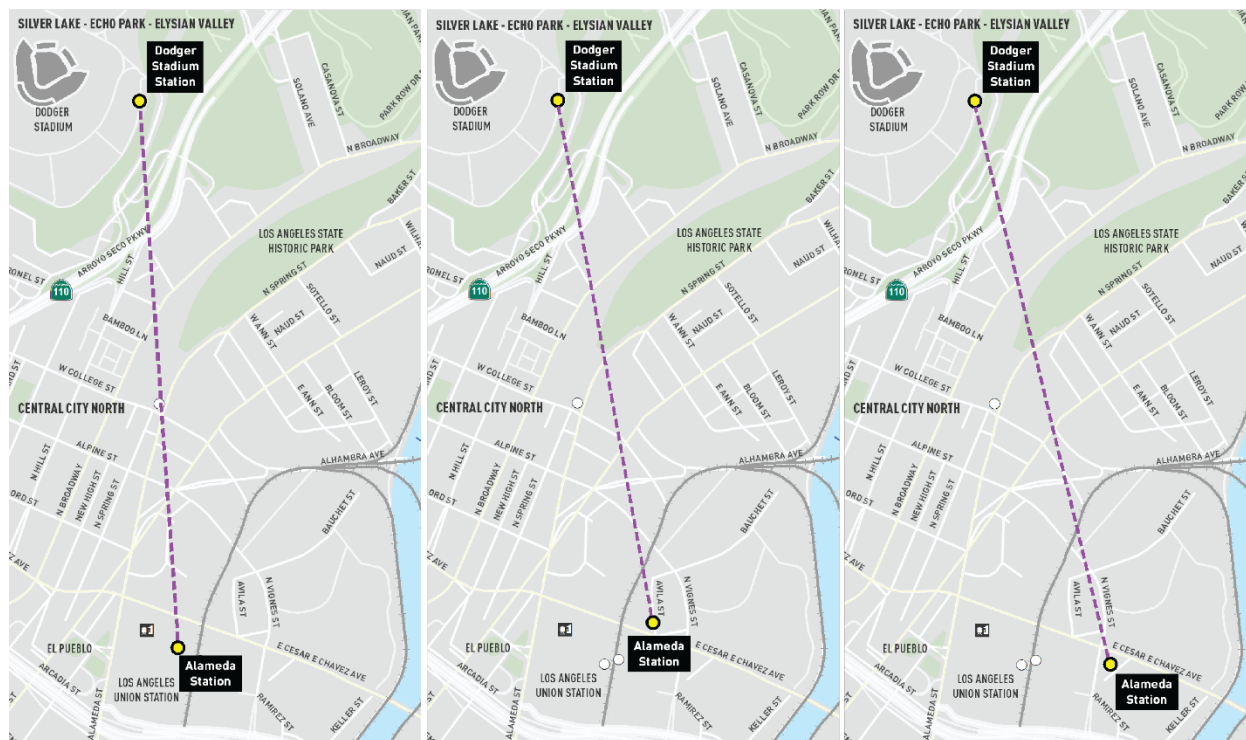 SILVER LAKE - ECHO PARK - ELYSIAN VALLEY
Dodger
Stadium
Station
DODGER
STADIUM
CASANOVA ST
SOLANO AVE
PARK ROW DR
N BROADWAY
BAKER ST
LOS ANGELES STATE
HISTORIC PARK
ARROYO SECO PKWY
HILL ST
NAUD ST
N SPRING ST
110
SOTELLO ST
NAUD ST
W ANN ST
BAMBOO LN
W COLLEGE ST
LEROY ST
BLOOM ST
E ANN ST
CENTRAL CITY NORTH
ALPINE ST
ALHAMBRA AVE
N HILL ST
N BROADWAY
NEW HIGH ST
N SPRING ST
BAUCHET ST
AVILA ST
N VIGNES ST
EL PUEBLO
E CESAR E CHAVEZ AVE
Alameda
Station
ARCADIA ST
LOS ANGELES
UNION STATION
ALAMEDA ST
RAMIREZ ST
KELLER ST
SILVER LAKE - ECHO PARK - ELYSIAN VALLEY
Dodger
Stadium
Station
DODGER
STADIUM
CASANOVA ST
SOLANO AVE
PARK ROW DR
N BROADWAY
BAKER ST
LOS ANGELES STATE
HISTORIC PARK
ARROYO SECO PKWY
HILL ST
NAUD ST
N SPRING ST
110
SOTELLO ST
NAUD ST
W ANN ST
BAMBOO LN
W COLLEGE ST
LEROY ST
BLOOM ST
E ANN ST
CENTRAL CITY NORTH
ALPINE ST
ALHAMBRA AVE
N HILL ST
N BROADWAY
NEW HIGH ST
N SPRING ST
BAUCHET ST
AVILA ST
N VIGNES ST
EL PUEBLO
E CESAR E CHAVEZ AVE
Alameda
Station
ARCADIA ST
LOS ANGELES
UNION STATION
ALAMEDA ST
RAMIREZ ST
KELLER ST
SILVER LAKE - ECHO PARK - ELYSIAN VALLEY
Dodger
Stadium
Station
DODGER
STADIUM
CASANOVA ST
SOLANO AVE
PARK ROW DR
N BROADWAY
BAKER ST
LOS ANGELES STATE
HISTORIC PARK
ARROYO SECO PKWY
HILL ST
NAUD ST
N SPRING ST
110
SOTELLO ST
NAUD ST
W ANN ST
BAMBOO LN
W COLLEGE ST
LEROY ST
BLOOM ST
E ANN ST
CENTRAL CITY NORTH
ALPINE ST
ALHAMBRA AVE
N HILL ST
N BROADWAY
NEW HIGH ST
N SPRING ST
BAUCHET ST
AVILA ST
N VIGNES ST
EL PUEBLO
E CESAR E CHAVEZ AVE
Alameda
Station
ARCADIA ST
LOS ANGELES
UNION STATION
ALAMEDA ST
RAMIREZ ST
KELLER ST